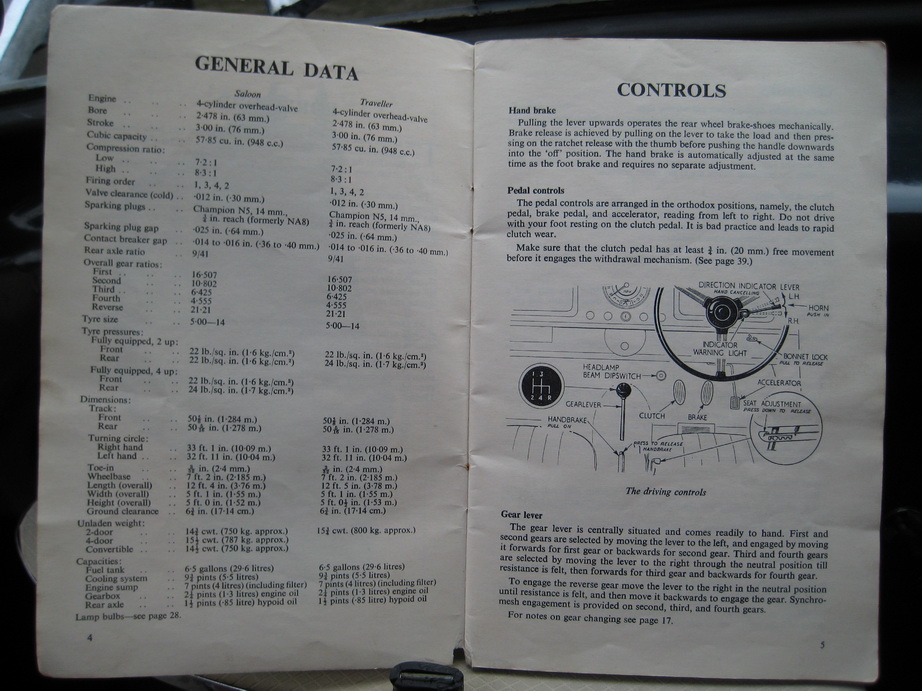 GENERAL DATA
Saloon Traveller
Engine .. .. .. 4-cylinder overhead-valve 4-cylinder overhead-valve
Bore .. .. .. 2·478 in. (63 mm.) 2·478 in. (63 mm.)
Stroke .. .. .. 3·00 in. (76 mm.) 3·00 in. (76 mm.)
Cubic capacity .. .. 57·85 cu. in. (948 c.c.) 57·85 cu. in. (948 c.c.)
Compression ratio:
Low .. .. .. 7·2 : 1 7·2 : 1
High .. .. .. 8·3 : 1 8·3 : 1
Firing order .. .. 1, 3, 4, 2 1, 3, 4, 2
Valve clearance (cold) .. ·012 in. (·30 mm.) ·012 in. (·30 mm.)
Sparking plugs .. .. Champion N5, 14 mm., Champion N5, 14 mm.,
¾ in. reach (formerly NA8) ¾ in. reach (formerly NA8)
Sparking plug gap .. ·025 in. (·64 mm.) ·025 in. (·64 mm.)
Contact breaker gap .. ·014 to ·016 in. (·36 to ·40 mm.) ·014 to ·016 in. (·36 to ·40 mm.)
Rear axle ratio .. .. 9/41 9/41
Overall gear ratios:
First .. .. .. 16·507 16·507
Second .. .. 10·802 10·802
Third .. .. .. 6·425 6·425
Fourth .. .. 4·555 4·555
Reverse .. .. 21·21 21·21
Tyre size .. .. 5·00—14 5·00—14
Tyre pressures:
Fully equipped, 2 up:
Front .. .. 22 lb./sq. in. (1·6 kg./cm.²) 22 lb./sq. in. (1·6 kg./cm.²)
Rear .. .. 22 lb./sq. in. (1·6 kg./cm.²) 24 lb./sq. in. (1·7 kg./cm.²)
Fully equipped, 4 up:
Front .. .. 22 lb./sq. in. (1·6 kg./cm.²)
Rear .. .. 24 lb./sq. in. (1·7 kg./cm.²)
Dimensions:
Track:
Front .. .. in. (1·284 m.) in. (1·284 m.)
Rear .. .. in. (1·278 m.) in. (1·278 m.)
Turning circle:
Right hand .. 33 ft. 1 in. (10·09 m.) 33 ft. 1 in. (10·09 m.)
Left hand .. .. 32 ft. 11 in. (10·04 m.) 32 ft. 11 in. (10·04 m.)
Toe-in .. .. in. (2·4 mm.) in. (2·4 mm.)
Wheelbase .. .. 7 ft. 2 in. (2·185 m.) 7 ft. 2 in. (2·185 m.)
Length (overall) .. 12 ft. 4 in. (3·76 m.) 12 ft. 5 in. (3·78 m.)
Width (overall) .. 5 ft. 1 in. (1·55 m.) 5 ft. 1 in. (1·55 m.)
Height (overall) .. 5 ft. 0 in. (1·52 m.) 5 ft. 0½ in. (1·53 m.)
Ground clearance .. 6¾ in. (17·14 cm.) 6¾ in. (17·14 cm.)
Unladen weight:
2-door .. .. 14¾ cwt. (750 kg. approx.) 15¾ cwt. (800 kg. approx.)
4-door .. .. 15½ cwt. (787 kg. approx.)
Convertible .. .. cwt. (750 kg. approx.)
Capacities:
Fuel tank .. .. 6·5 gallons (29·6 litres) 6·5 gallons (29·6 litres)
Cooling system .. 9¾ pints (5·5 litres) 9¾ pints (5·5 litres)
Engine sump .. 7 pints (4 litres) (including filter) 7 pints (4 litres) (including filter)
Gearbox .. .. 2¼ pints (1·3 litres) engine oil 2¼ pints (1·3 litres) engine oil
Rear axle .. .. 1½ pints (·85 litre) hypoid oil 1½ pints (·85 litre) hypoid oil
Lamp bulbs—see page 28.
4
CONTROLS
Hand brake
Pulling the lever upwards operates the rear wheel brake-shoes mechanically.
Brake release is achieved by pulling on the lever to take the load and then pres-
sing on the ratchet release with the thumb before pushing the handle downwards
into the ‘off’ position. The hand brake is automatically adjusted at the same
time as the foot brake and requires no separate adjustment.
Pedal controls
The pedal controls are arranged in the orthodox positions, namely, the clutch
pedal, brake pedal, and accelerator, reading from left to right. Do not drive
with your foot resting on the clutch pedal. It is bad practice and leads to rapid
clutch wear.
Make sure that the clutch pedal has at least ¾ in. (20 mm.) free movement
before it engages the withdrawal mechanism. (See page 39.)
DIRECTION INDICATOR LEVER
HAND CANCELLING
L.H.
HORN
PUSH IN
R.H.
INDICATOR
WARNING LIGHT
BONNET LOCK
PULL TO RELEASE
HEADLAMP
BEAM DIPSWITCH
ACCELERATOR
1 3
2 4 R
GEARLEVER
SEAT ADJUSTMENT
PRESS DOWN TO RELEASE
CLUTCH
BRAKE
HANDBRAKE
PULL ON
PRESS TO RELEASE
HANDBRAKE
The driving controls
Gear lever
The gear lever is centrally situated and comes readily to hand. First and
second gears are selected by moving the lever to the left, and engaged by moving
it forwards for first gear or backwards for second gear. Third and fourth gears
are selected by moving the lever to the right through the neutral position till
resistance is felt, then forwards for third gear and backwards for fourth gear.
To engage the reverse gear move the lever to the right in the neutral position
until resistance is felt, and then move it backwards to engage the gear. Synchro-
mesh engagement is provided on second, third, and fourth gears.
For notes on gear changing see page 17.
5